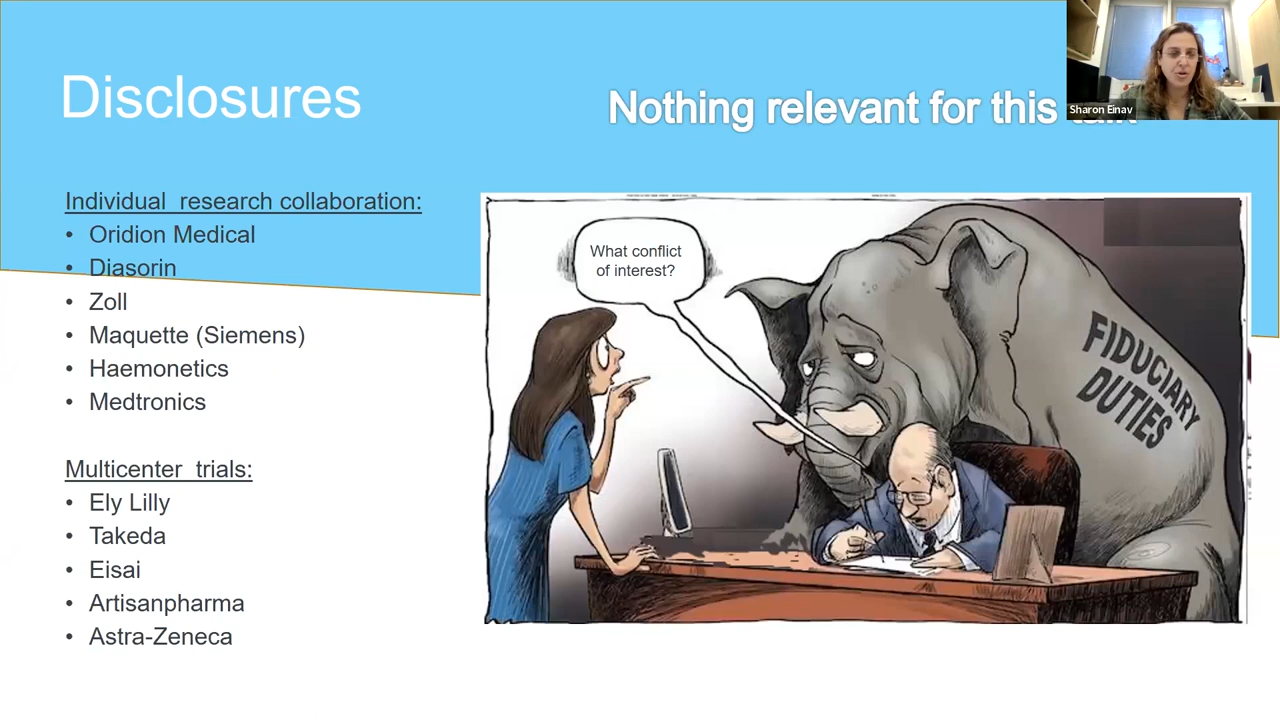 Disclosures
Nothing relevant for this
Sharon Einav
Individual research collaboration:
• Oridion Medical
• Diasorin
• Zoll
• Maquette (Siemens)
• Haemonetics
• Medtronics
Multicenter trials:
• Ely Lilly
• Takeda
• Eisai
• Artisanpharma
• Astra-Zeneca
What conflict
of interest?
FIDUCIARY
DUTIES